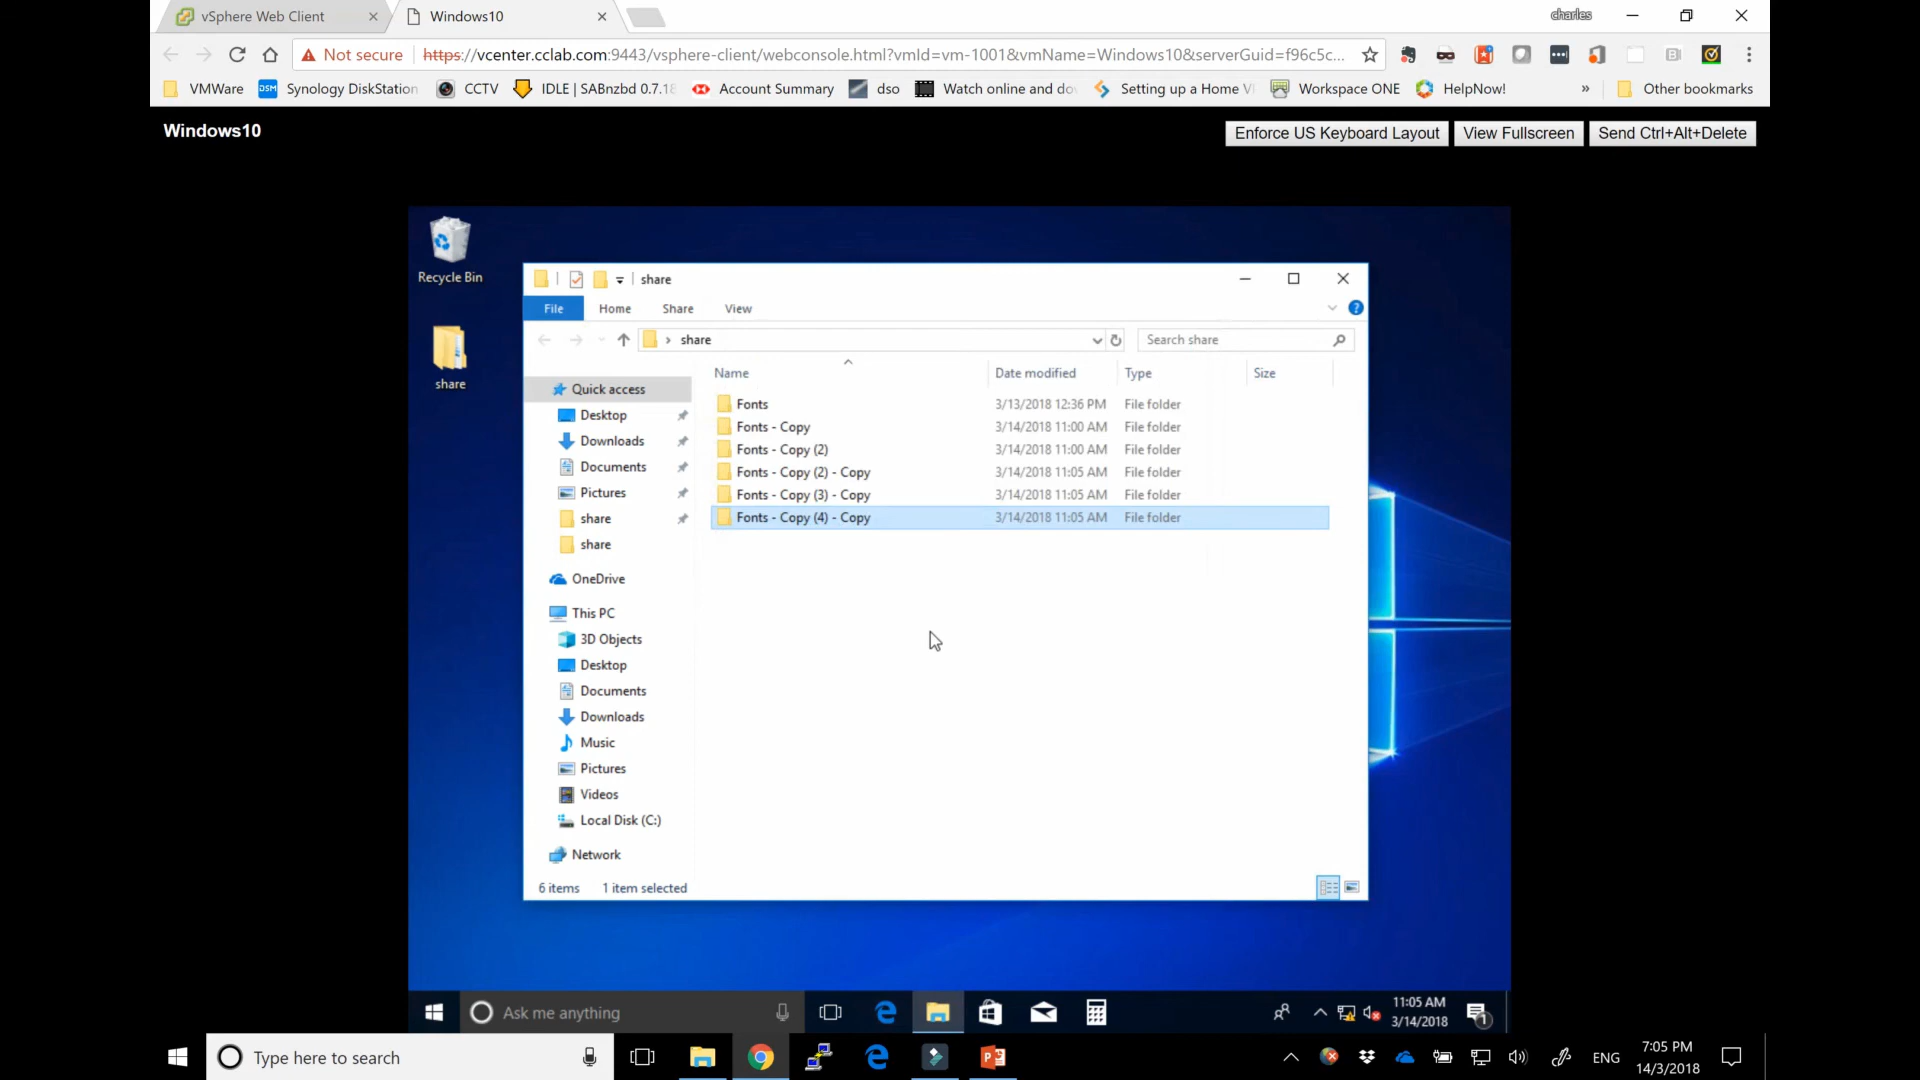 vSphere Web Client
Windows10
charles
Not secure
https://vcenter.cclab.com:9443/vsphere-client/webconsole.html?vmId=vm-1001&vmName=Windows10&serverGuid=f96c5c...
VMWare
Synology DiskStation
CCTV
IDLE | SABnzbd 0.7.18
Account Summary
dso
Watch online and do
Setting up a Home V
Workspace ONE
HelpNow!
»
Other bookmarks
Windows10
Enforce US Keyboard Layout
View Fullscreen
Send Ctrl+Alt+Delete
Recycle Bin
share
share
File
Home
Share
View
share
Search share
Name
Date modified
Type
Size
Quick access
Desktop
Downloads
Documents
Pictures
share
share
OneDrive
This PC
3D Objects
Desktop
Documents
Downloads
Music
Pictures
Videos
Local Disk (C:)
Network
Fonts 3/13/2018 12:36 PM File folder
Fonts - Copy 3/14/2018 11:00 AM File folder
Fonts - Copy (2) 3/14/2018 11:00 AM File folder
Fonts - Copy (2) - Copy 3/14/2018 11:05 AM File folder
Fonts - Copy (3) - Copy 3/14/2018 11:05 AM File folder
Fonts - Copy (4) - Copy 3/14/2018 11:05 AM File folder
6 items 1 item selected
Ask me anything
11:05 AM
3/14/2018
1
Type here to search
ENG
7:05 PM
14/3/2018